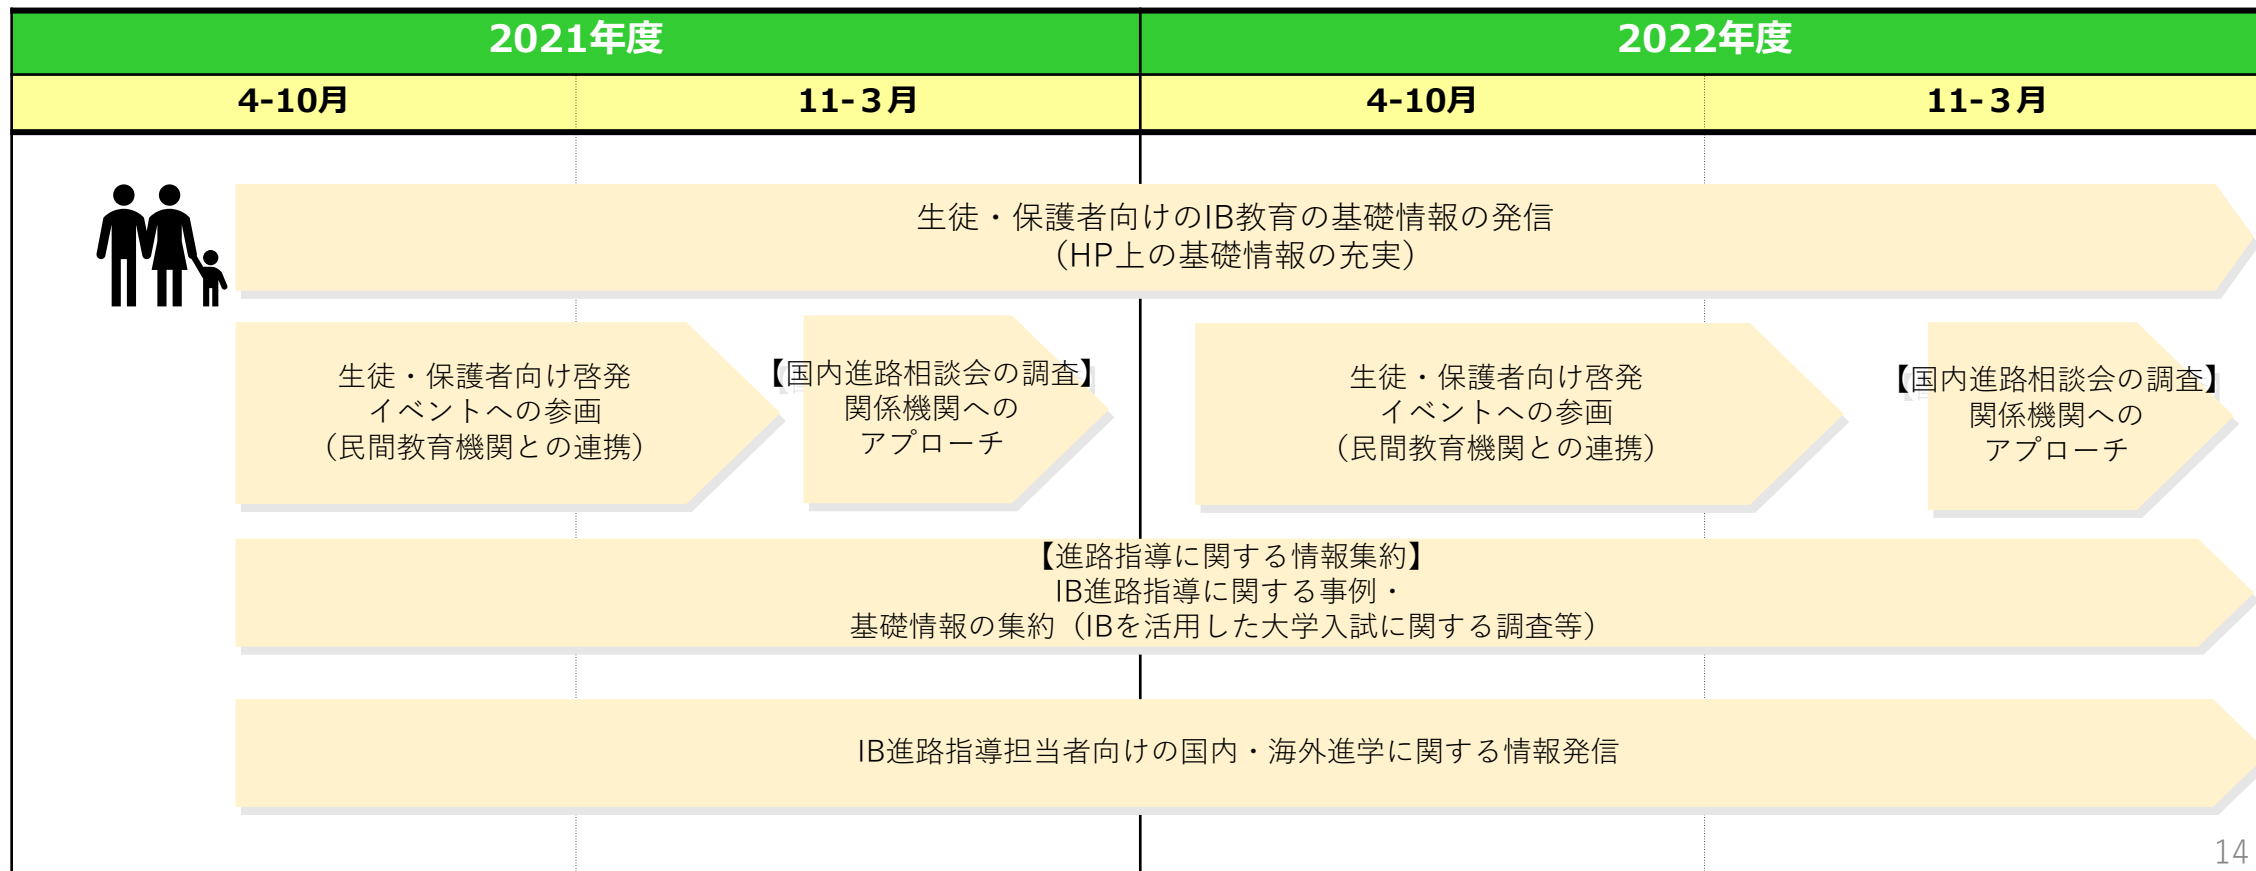 2021年度
2022年度
4-10月
11-３月
4-10月
11-３月
生徒・保護者向けのIB教育の基礎情報の発信
（HP上の基礎情報の充実）
生徒・保護者向け啓発
イベントへの参画
（民間教育機関との連携）
【国内進路相談会の調査】
関係機関への
アプローチ
生徒・保護者向け啓発
イベントへの参画
（民間教育機関との連携）
【国内進路相談会の調査】
関係機関への
アプローチ
【進路指導に関する情報集約】
IB進路指導に関する事例・
基礎情報の集約（IBを活用した大学入試に関する調査等）
IB進路指導担当者向けの国内・海外進学に関する情報発信
14